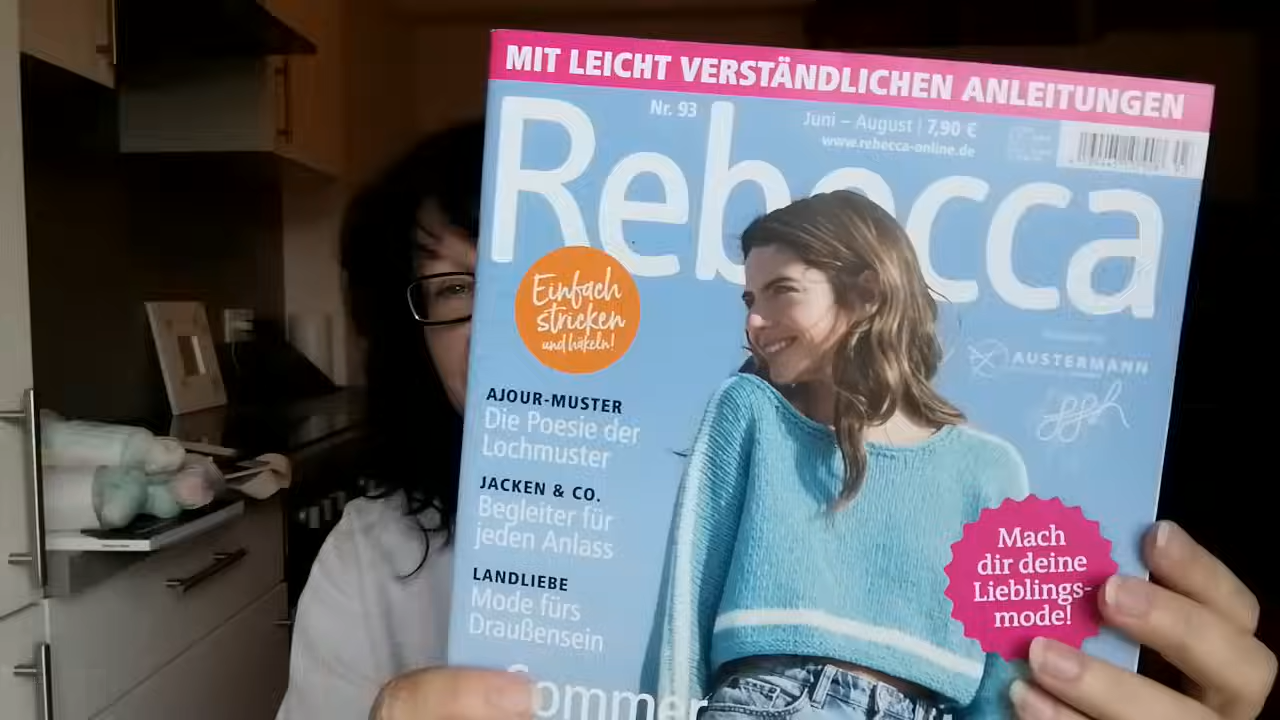 MIT LEICHT VERSTÄNDLICHEN ANLEITUNGEN
Nr. 93
Juni – August | 7,90 €
www.rebecca-online.de
Rebecca
Einfach
stricken
und häkeln!
AUSTERMANN
ggh
AJOUR-MUSTER
Die Poesie der
Lochmuster
JACKEN & CO.
Begleiter für
jeden Anlass
LANDLIEBE
Mode fürs
Draußensein
Mach
dir deine
Lieblings-
mode!
Sommer